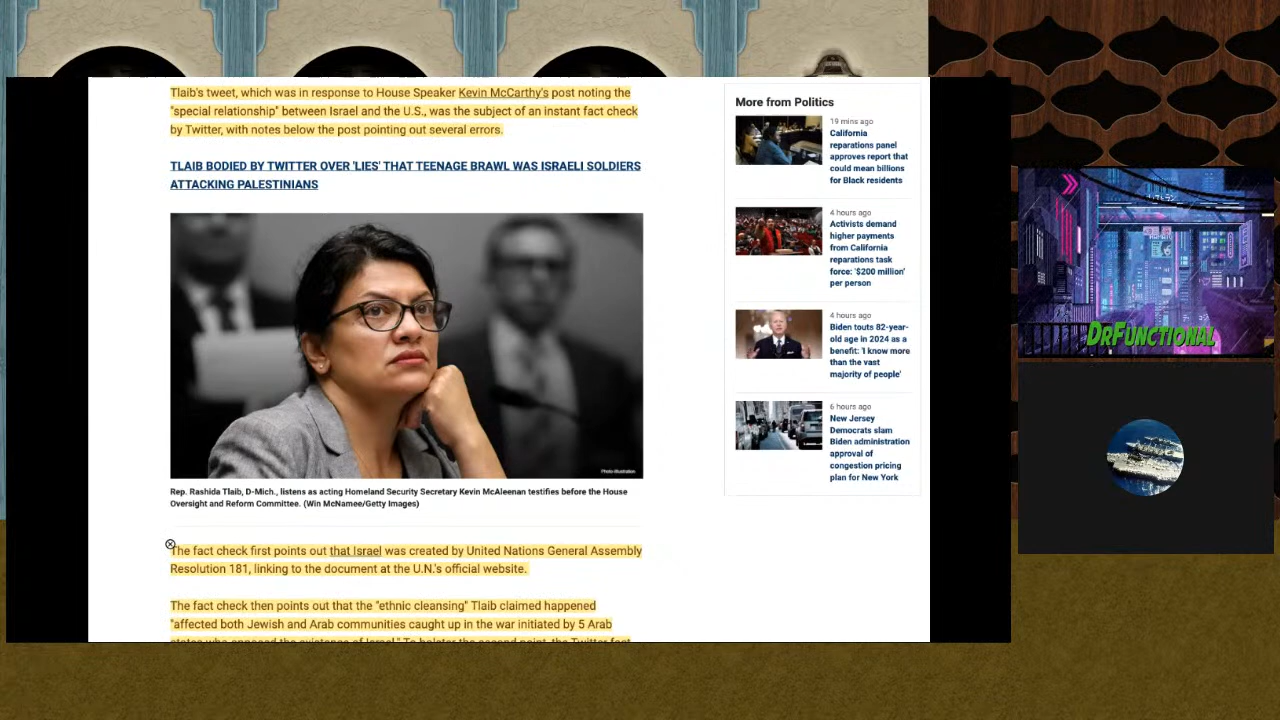 Tlaib's tweet, which was in response to House Speaker Kevin McCarthy's post noting the
"special relationship" between Israel and the U.S., was the subject of an instant fact check
by Twitter, with notes below the post pointing out several errors.
TLAIB BODIED BY TWITTER OVER 'LIES' THAT TEENAGE BRAWL WAS ISRAELI SOLDIERS
ATTACKING PALESTINIANS
Photo Illustration
Rep. Rashida Tlaib, D-Mich., listens as acting Homeland Security Secretary Kevin McAleenan testifies before the House
Oversight and Reform Committee. (Win McNamee/Getty Images)
The fact check first points out that Israel was created by United Nations General Assembly
Resolution 181, linking to the document at the U.N.'s official website.
The fact check then points out that the "ethnic cleansing" Tlaib claimed happened
"affected both Jewish and Arab communities caught up in the war initiated by 5 Arab
states who opposed the existence of Israel." To bolster the second point, the Twitter fact
More from Politics
19 mins ago
California
reparations panel
approves report that
could mean billions
for Black residents
4 hours ago
Activists demand
higher payments
from California
reparations task
force: '$200 million'
per person
4 hours ago
Biden touts 82-year-
old age in 2024 as a
benefit: 'I know more
than the vast
majority of people'
6 hours ago
New Jersey
Democrats slam
Biden administration
approval of
congestion pricing
plan for New York
DRFUNCTIONAL